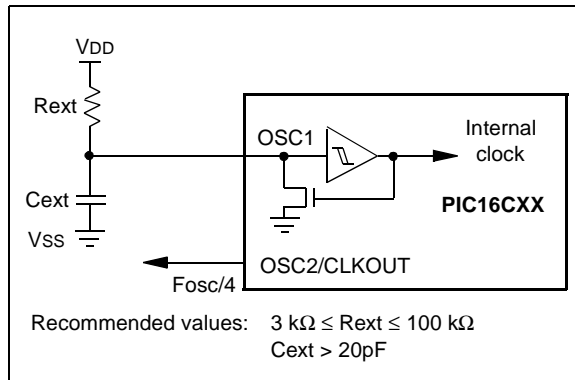 VDD
Rext
OSC1
Internal
clock
Cext
PIC16CXX
VSS
OSC2/CLKOUT
Fosc/4
Recommended values: 3 kΩ ≤ Rext ≤ 100 kΩ
Cext > 20pF